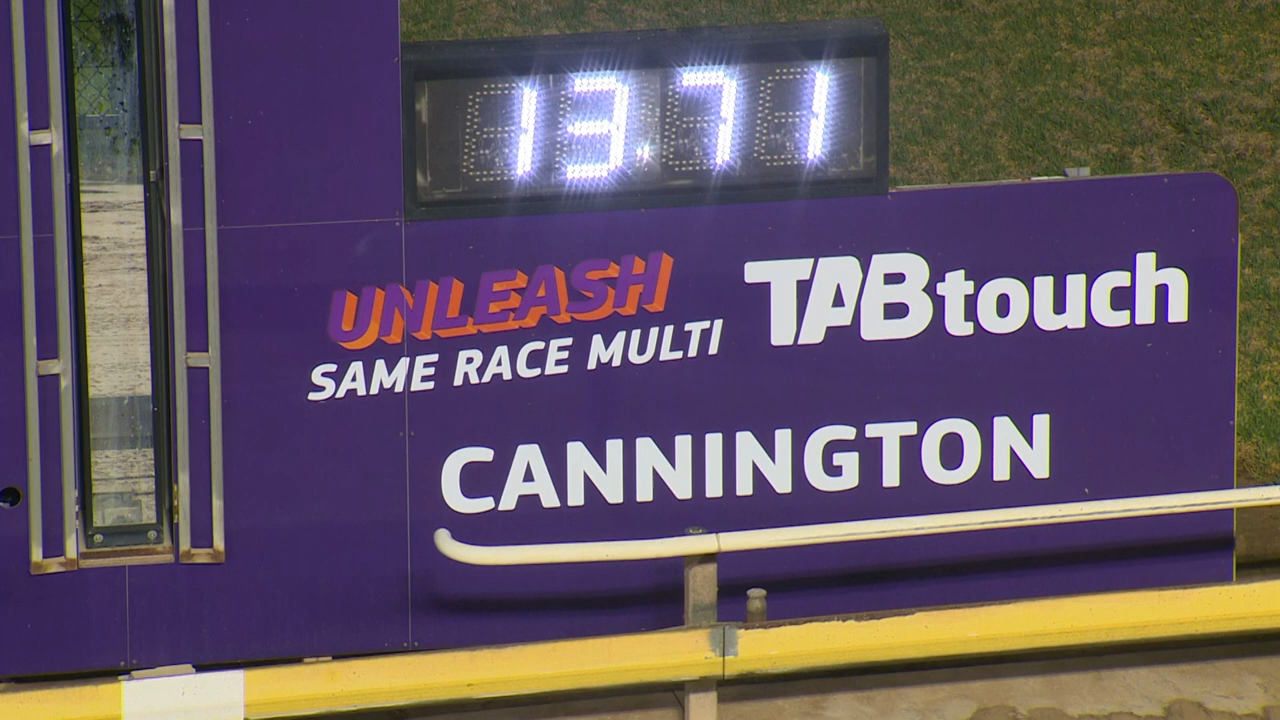 13.71
UNLEASH
SAME RACE MULTI
TABtouch
CANNINGTON